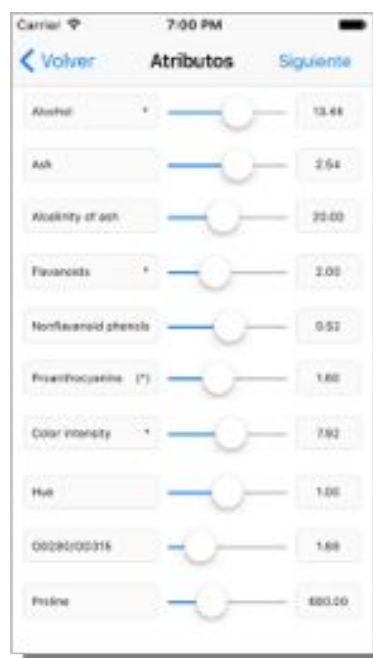 Carrier 7:00 PM
Volver Atributos Siguiente
Alcohol * 13.48
Ash 2.54
Alcalinity of ash 20.00
Flavanoids * 2.00
Nonflavanoid phenols 0.52
Proanthocyanins (*) 1.60
Color intensity * 7.92
Hue 1.00
OD280/OD315 1.68
Proline 680.00